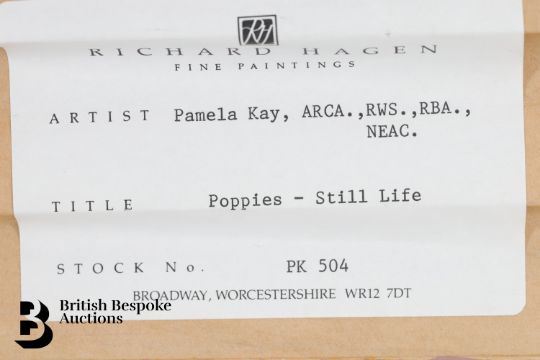 RH
RICHARD HAGEN
FINE PAINTINGS
ARTIST Pamela Kay, ARCA.,RWS.,RBA.,
NEAC.
TITLE Poppies - Still Life
STOCK No. PK 504
BROADWAY, WORCESTERSHIRE WR12 7DT
B
British Bespoke
Auctions